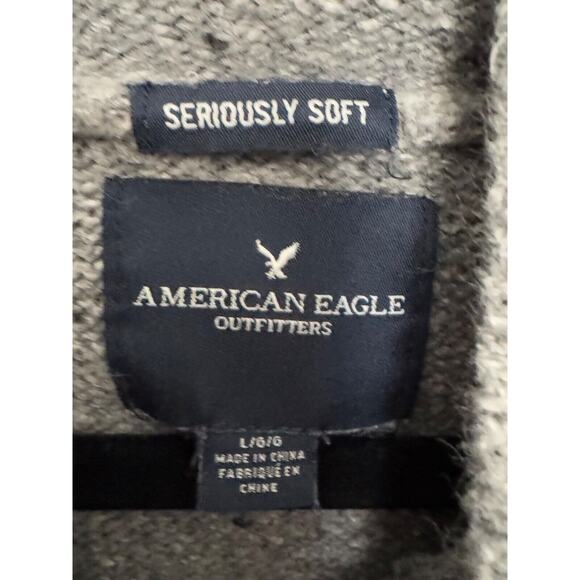 SERIOUSLY SOFT
AMERICAN EAGLE
OUTFITTERS
L/G/G
MADE IN CHINA
FABRIQUÉ EN
CHINE